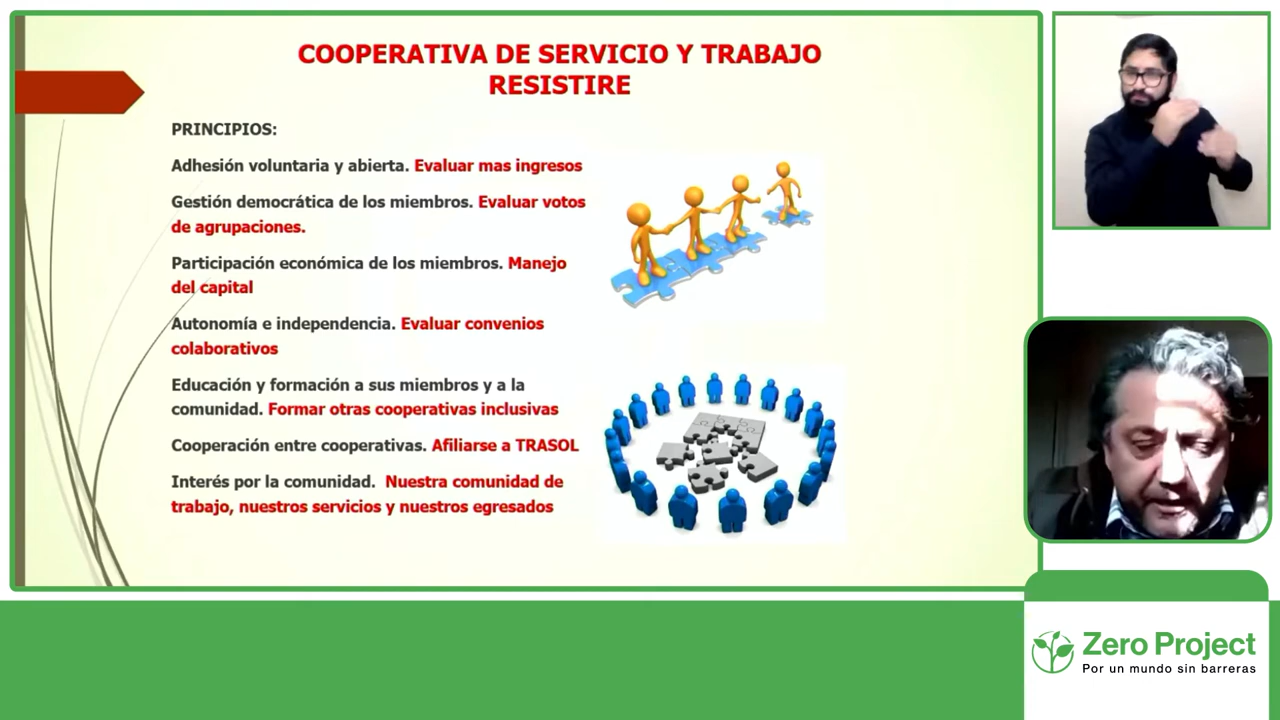 COOPERATIVA DE SERVICIO Y TRABAJO
RESISTIRE
PRINCIPIOS:
Adhesión voluntaria y abierta. Evaluar mas ingresos
Gestión democrática de los miembros. Evaluar votos
de agrupaciones.
Participación económica de los miembros. Manejo
del capital
Autonomía e independencia. Evaluar convenios
colaborativos
Educación y formación a sus miembros y a la
comunidad. Formar otras cooperativas inclusivas
Cooperación entre cooperativas. Afiliarse a TRASOL
Interés por la comunidad. Nuestra comunidad de
trabajo, nuestros servicios y nuestros egresados
Zero Project
Por un mundo sin barreras